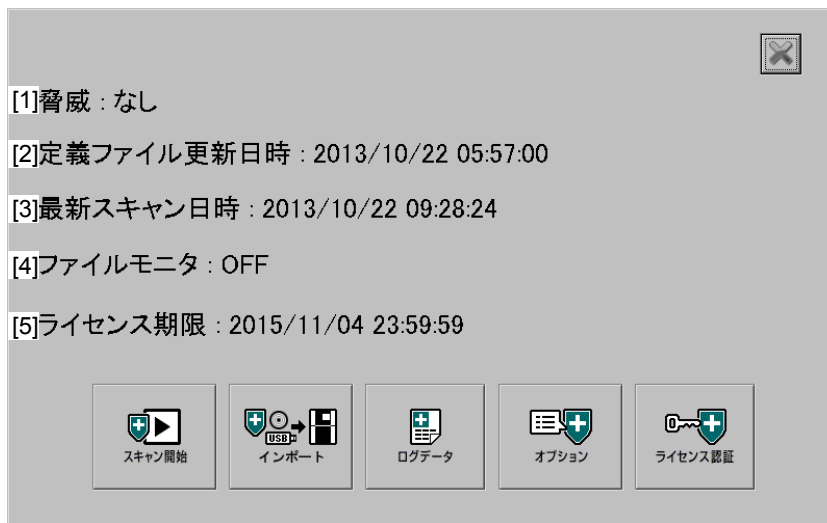 [1]脅威 : なし
[2]定義ファイル更新日時 : 2013/10/22 05:57:00
[3]最新スキャン日時 : 2013/10/22 09:28:24
[4]ファイルモニタ : OFF
[5]ライセンス期限 : 2015/11/04 23:59:59
USB
スキャン開始
インポート
ログデータ
オプション
ライセンス認証